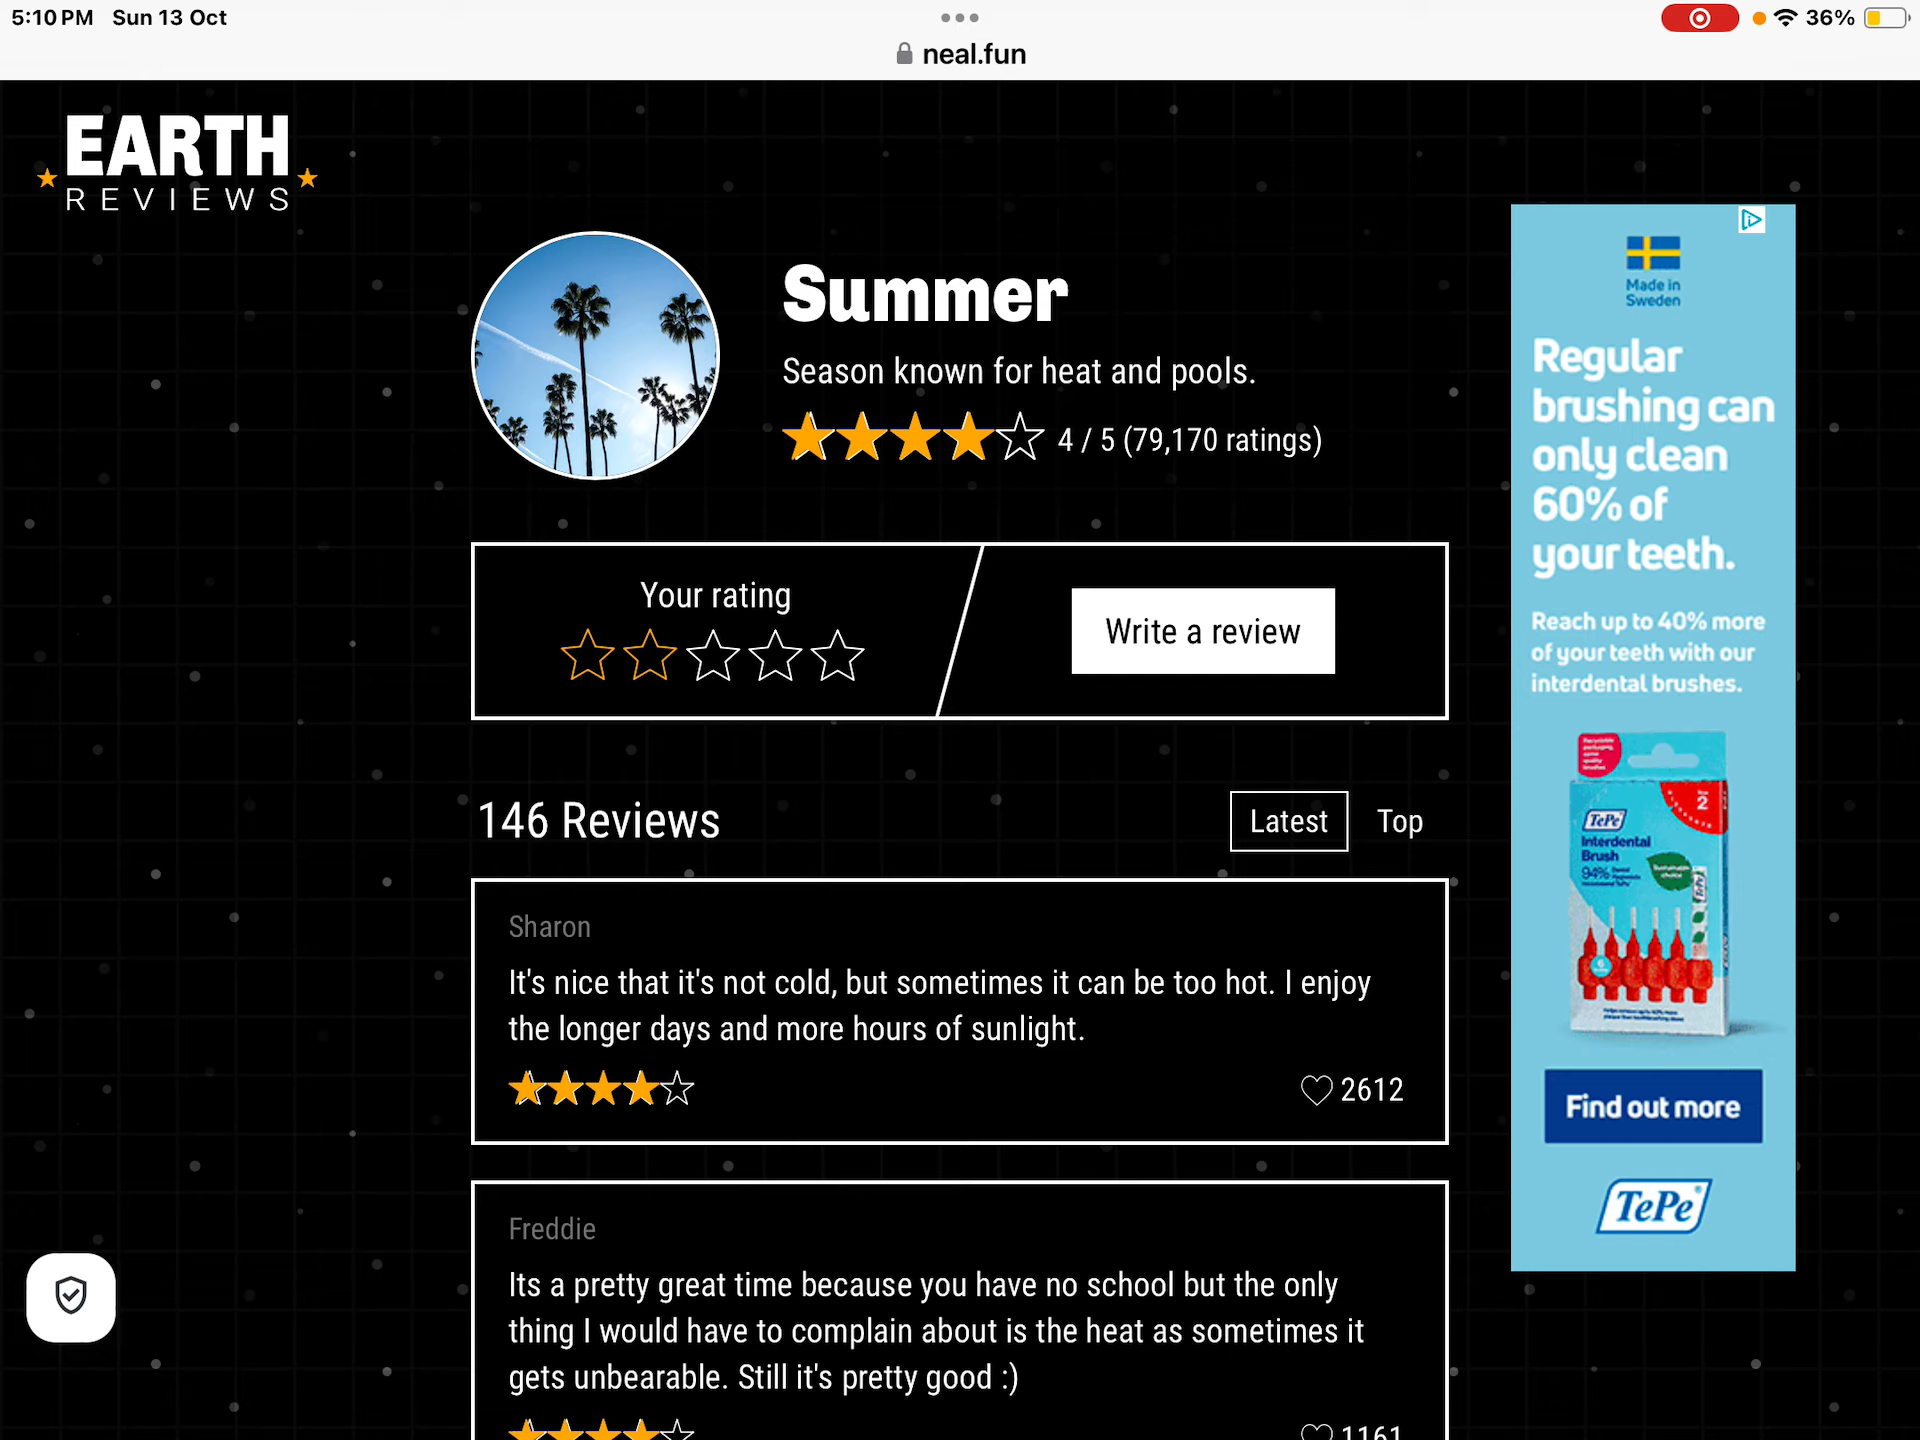 5:10 PM Sun 13 Oct
36%
neal.fun
EARTH
REVIEWS
Summer
Season known for heat and pools.
4 / 5 (79,170 ratings)
Your rating
Write a review
146 Reviews
Latest
Top
Sharon
It's nice that it's not cold, but sometimes it can be too hot. I enjoy
the longer days and more hours of sunlight.
2612
Freddie
Its a pretty great time because you have no school but the only
thing I would have to complain about is the heat as sometimes it
gets unbearable. Still it's pretty good :)
1161
Made in
Sweden
Regular
brushing can
only clean
60% of
your teeth.
Reach up to 40% more
of your teeth with our
interdental brushes.
2
TePe
Interdental
Brush
94%
Find out more
TePe®